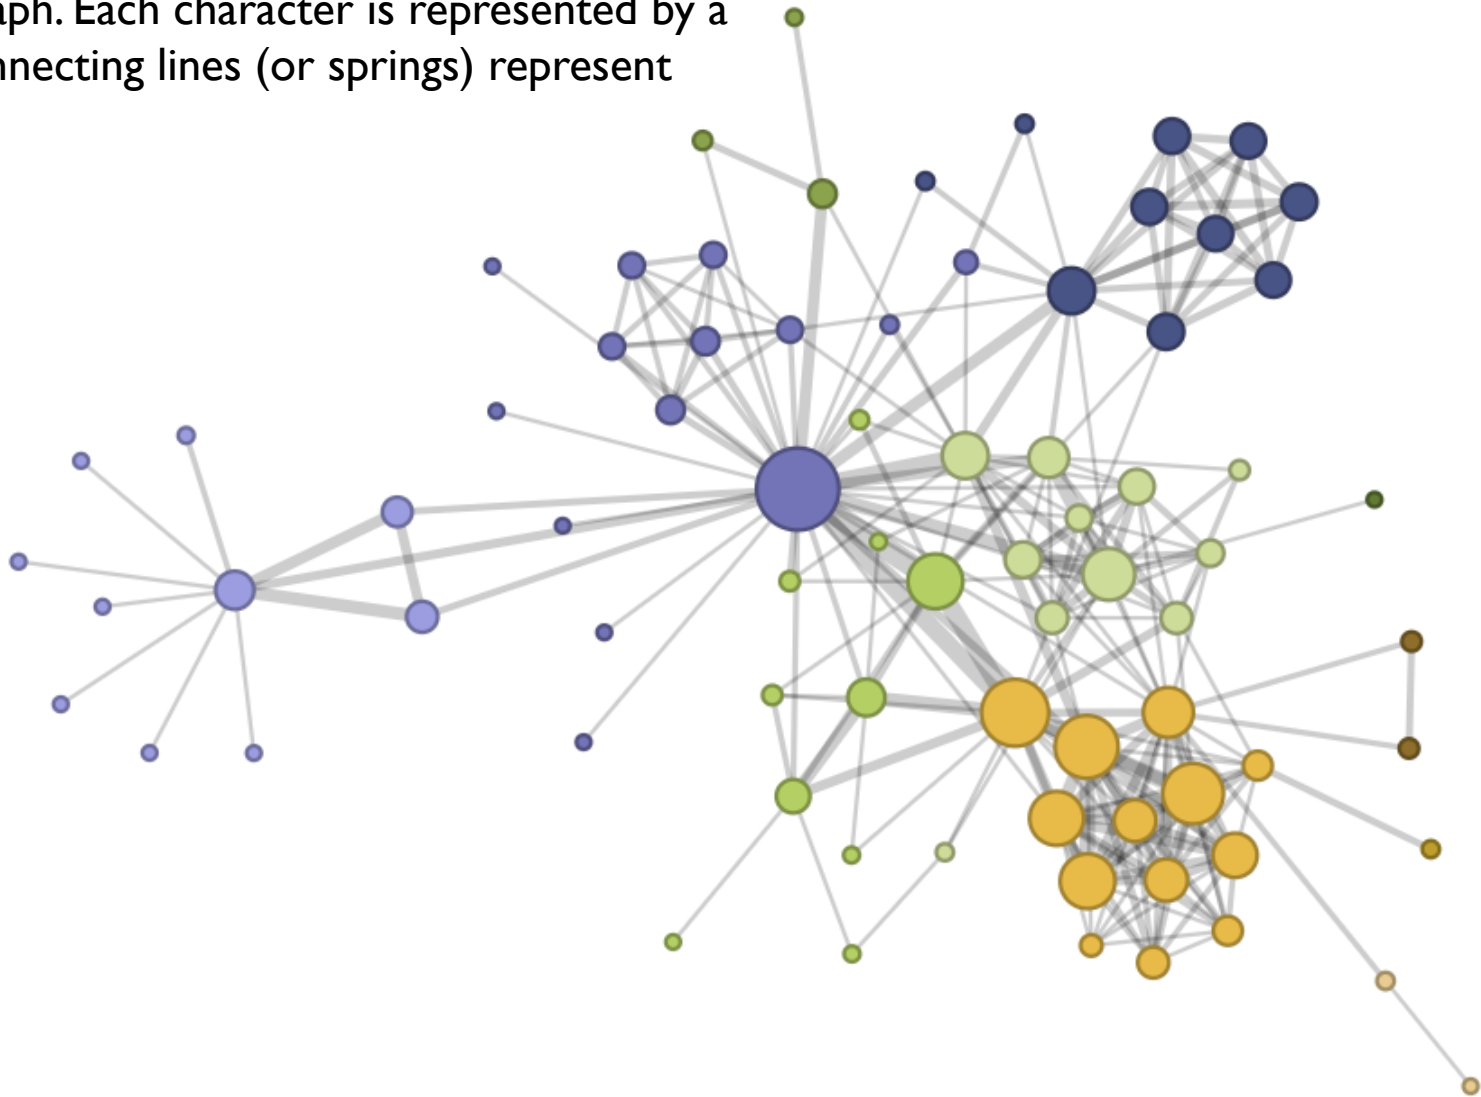 aph. Each character is represented by a
nnecting lines (or springs) represent